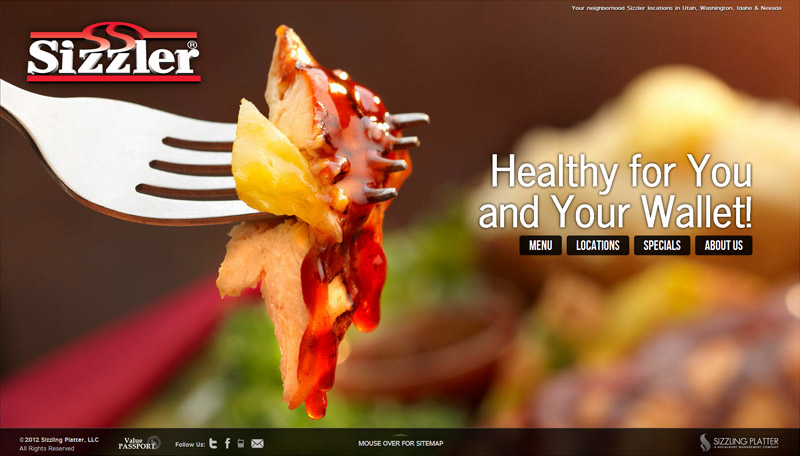 Your neighborhood Sizzler locations in Utah, Washington, Idaho & Nevada
Sizzler®
Healthy for You
and Your Wallet!
MENU LOCATIONS SPECIALS ABOUT US
©2012 Sizzling Platter, LLC
All Rights Reserved
Value
PASSPORT
Follow Us:
MOUSE OVER FOR SITEMAP
SIZZLING PLATTER
A RESTAURANT MANAGEMENT COMPANY